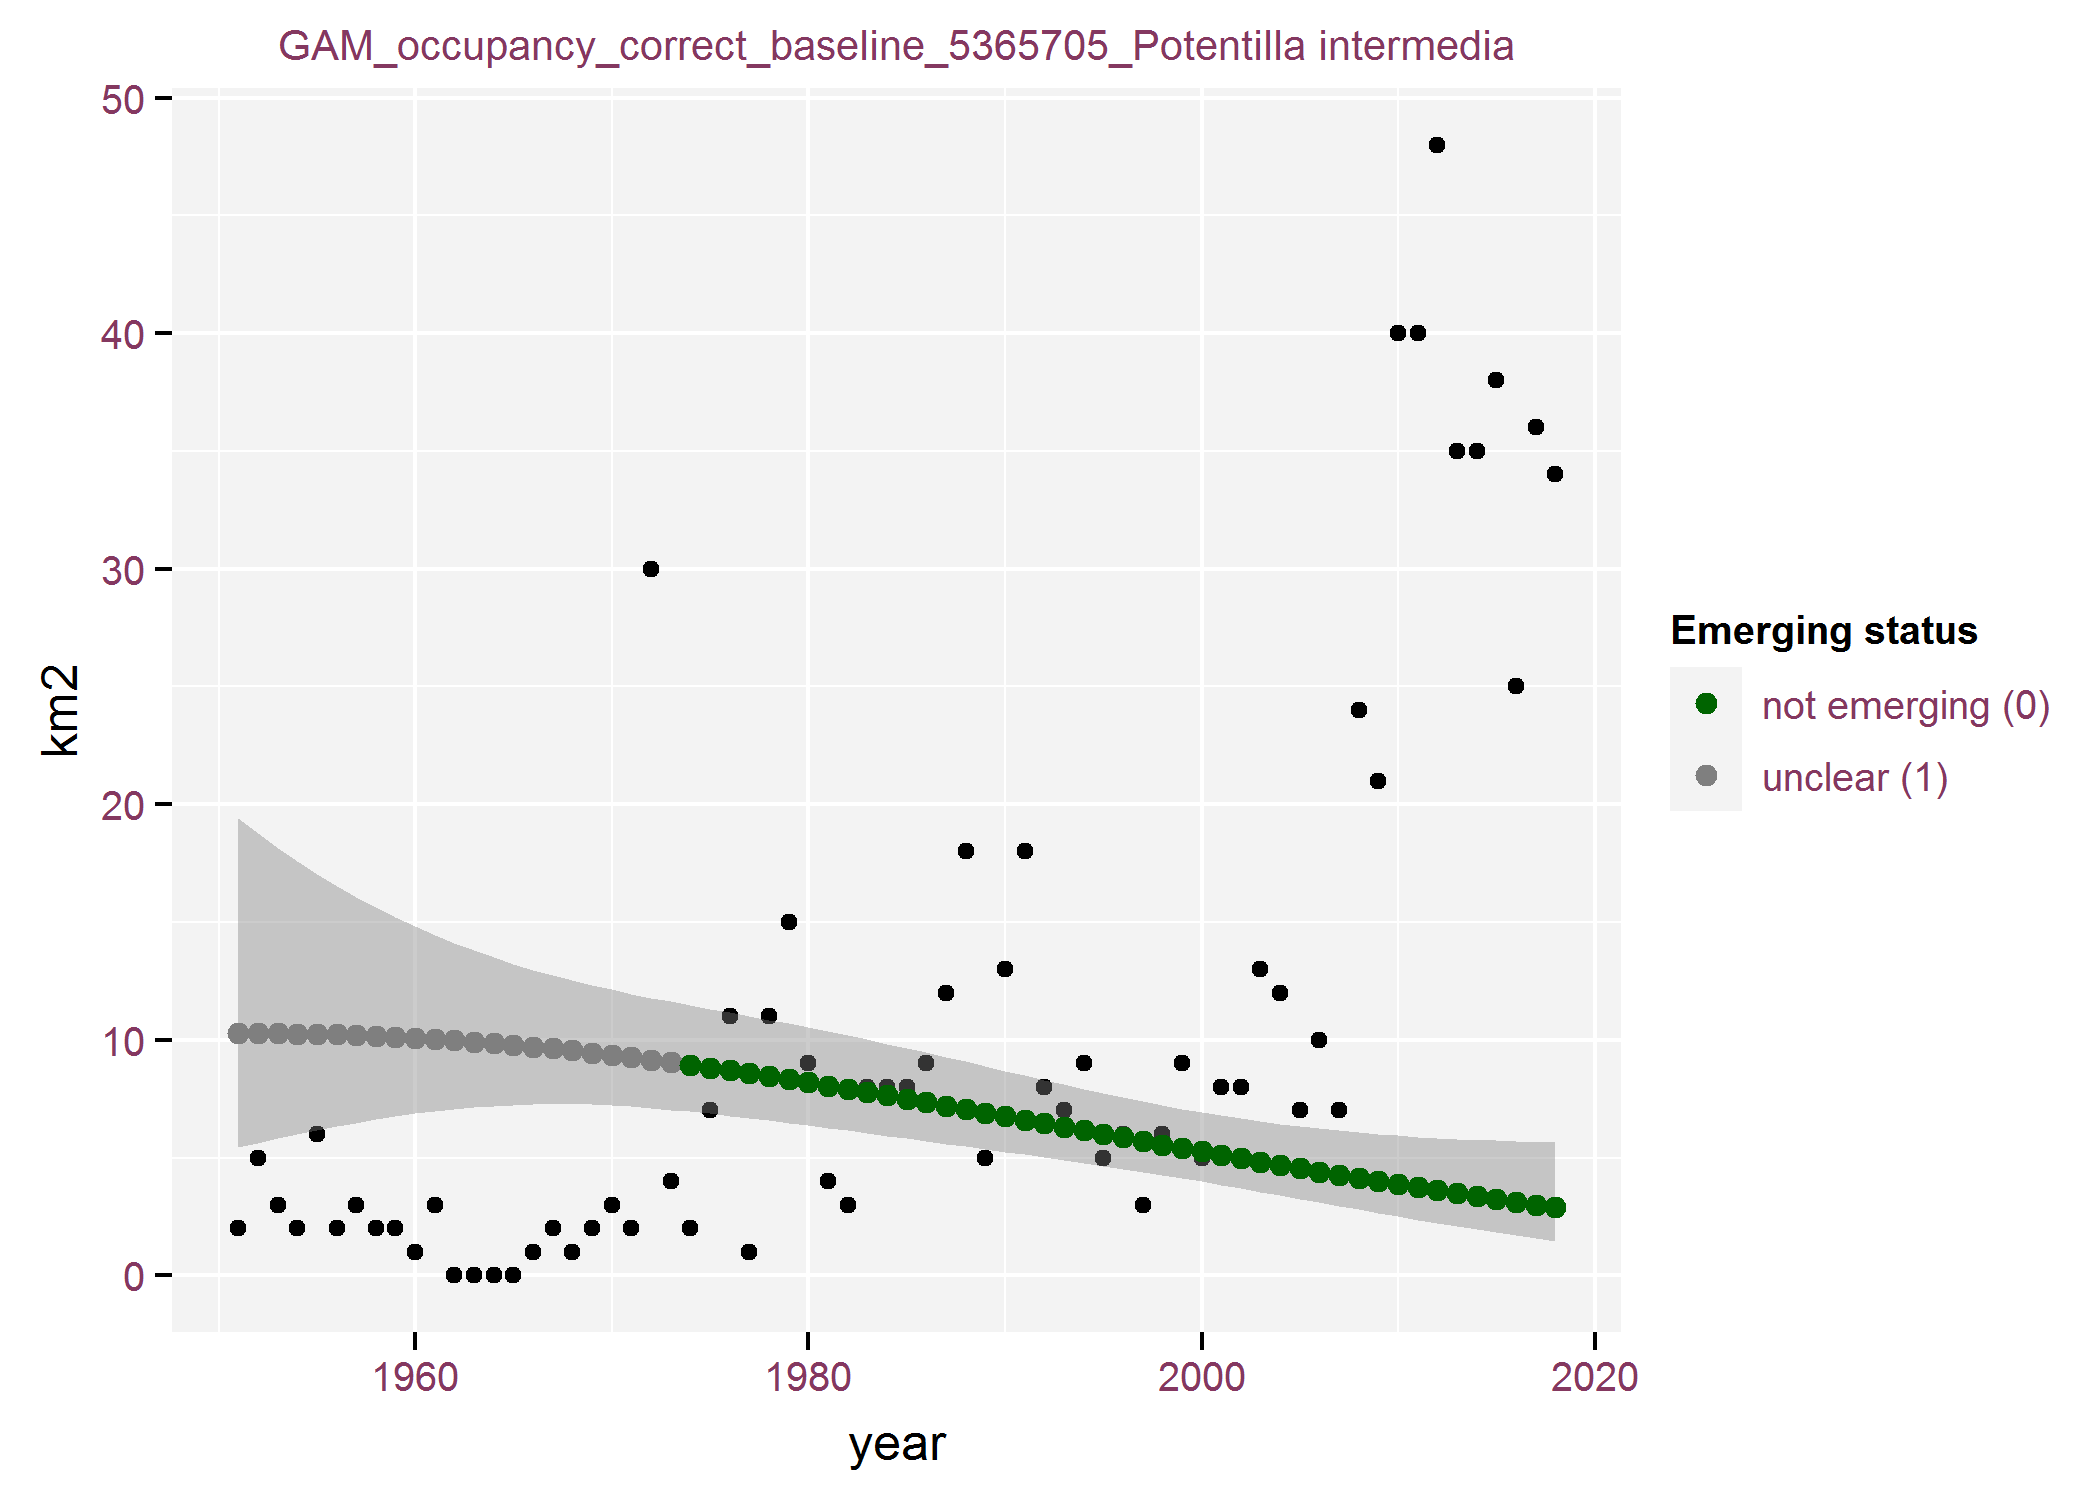 GAM_occupancy_correct_baseline_5365705_Potentilla intermedia
50
40
30
20
10
0
km2
1960 1980 2000 2020
year
Emerging status
not emerging (0)
unclear (1)